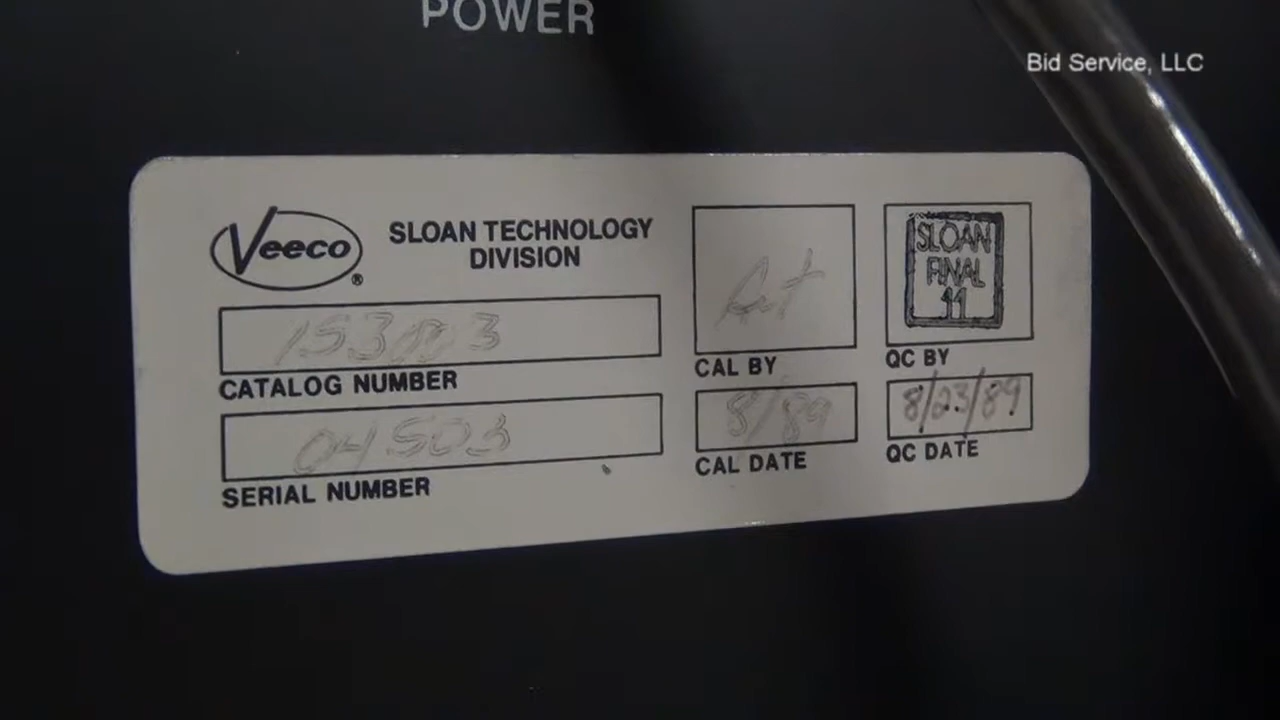 POWER
Bid Service, LLC
Veeco®
SLOAN TECHNOLOGY
DIVISION
CATALOG NUMBER
04503
SERIAL NUMBER
CAL BY
8/89
CAL DATE
SLOAN
FINAL
11
QC BY
8/23/89
QC DATE